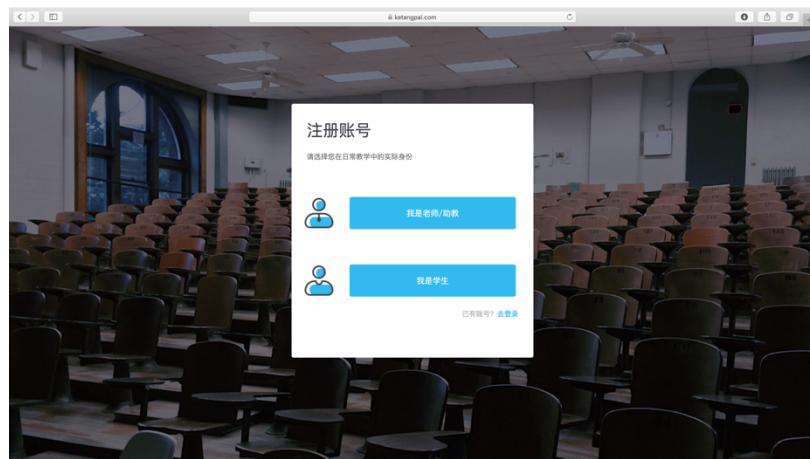 ketangpai.com
注册账号
请选择您在日常教学中的实际身份
我是老师/助教
我是学生
已有账号? 去登录